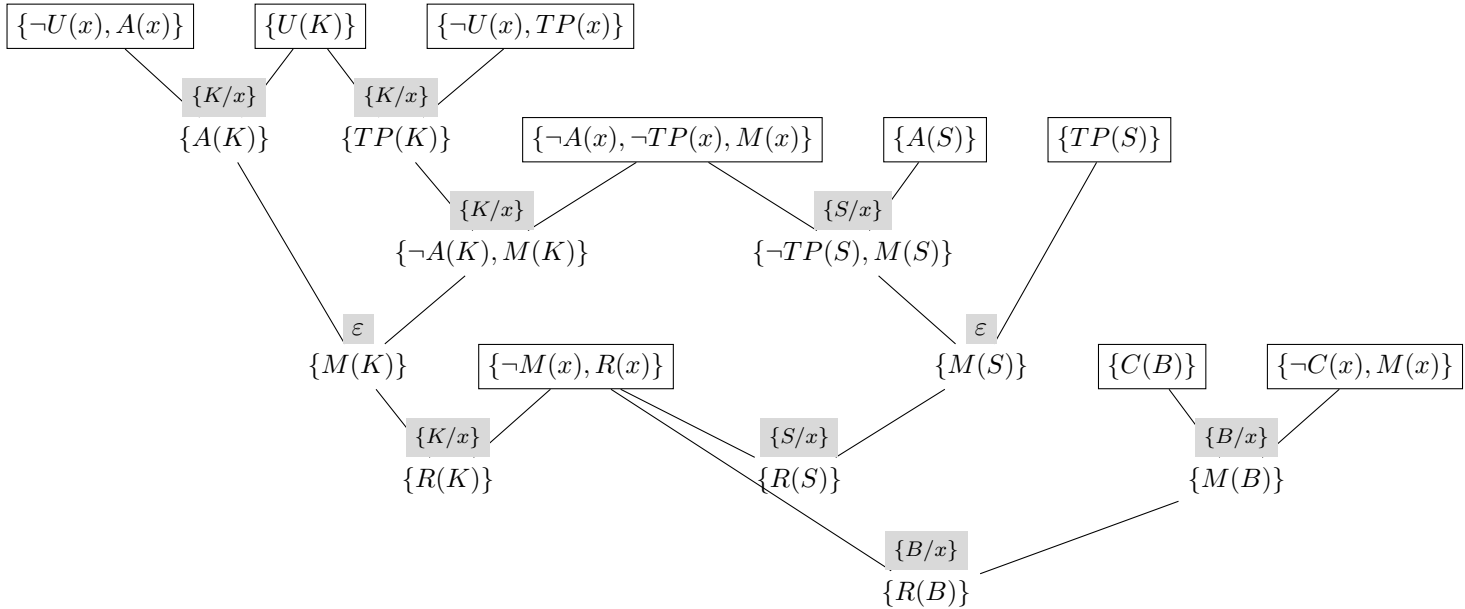 {¬U(x), A(x)} {U(K)} {¬U(x), TP(x)}
{K/x} {K/x}
{A(K)} {TP(K)} {¬A(x), ¬TP(x), M(x)} {A(S)} {TP(S)}
{K/x} {S/x}
{¬A(K), M(K)} {¬TP(S), M(S)}
ε ε
{M(K)} {¬M(x), R(x)} {M(S)} {C(B)} {¬C(x), M(x)}
{K/x} {S/x} {B/x}
{R(K)} {R(S)} {M(B)}
{B/x}
{R(B)}